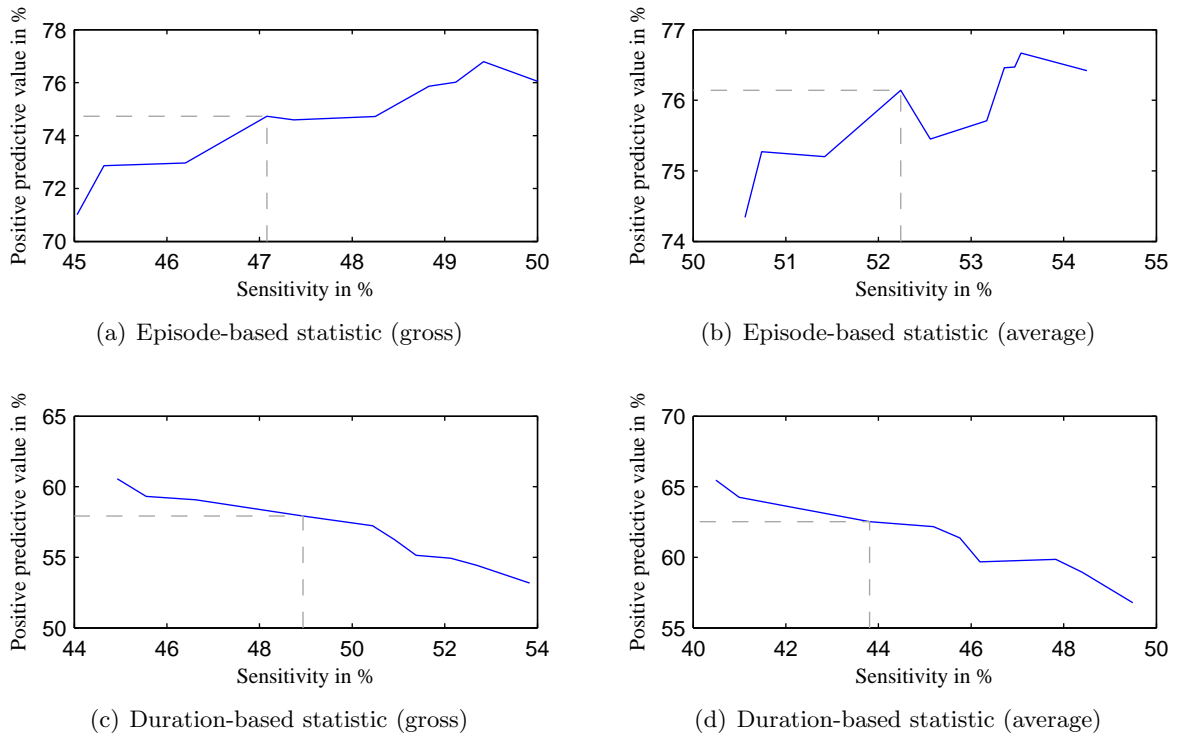 78
76
74
72
70
45 46 47 48 49 50
Positive predictive value in %
Sensitivity in %
(a) Episode-based statistic (gross)
77
76
75
74
50 51 52 53 54 55
Positive predictive value in %
Sensitivity in %
(b) Episode-based statistic (average)
65
60
55
50
44 46 48 50 52 54
Positive predictive value in %
Sensitivity in %
(c) Duration-based statistic (gross)
70
65
60
55
40 42 44 46 48 50
Positive predictive value in %
Sensitivity in %
(d) Duration-based statistic (average)